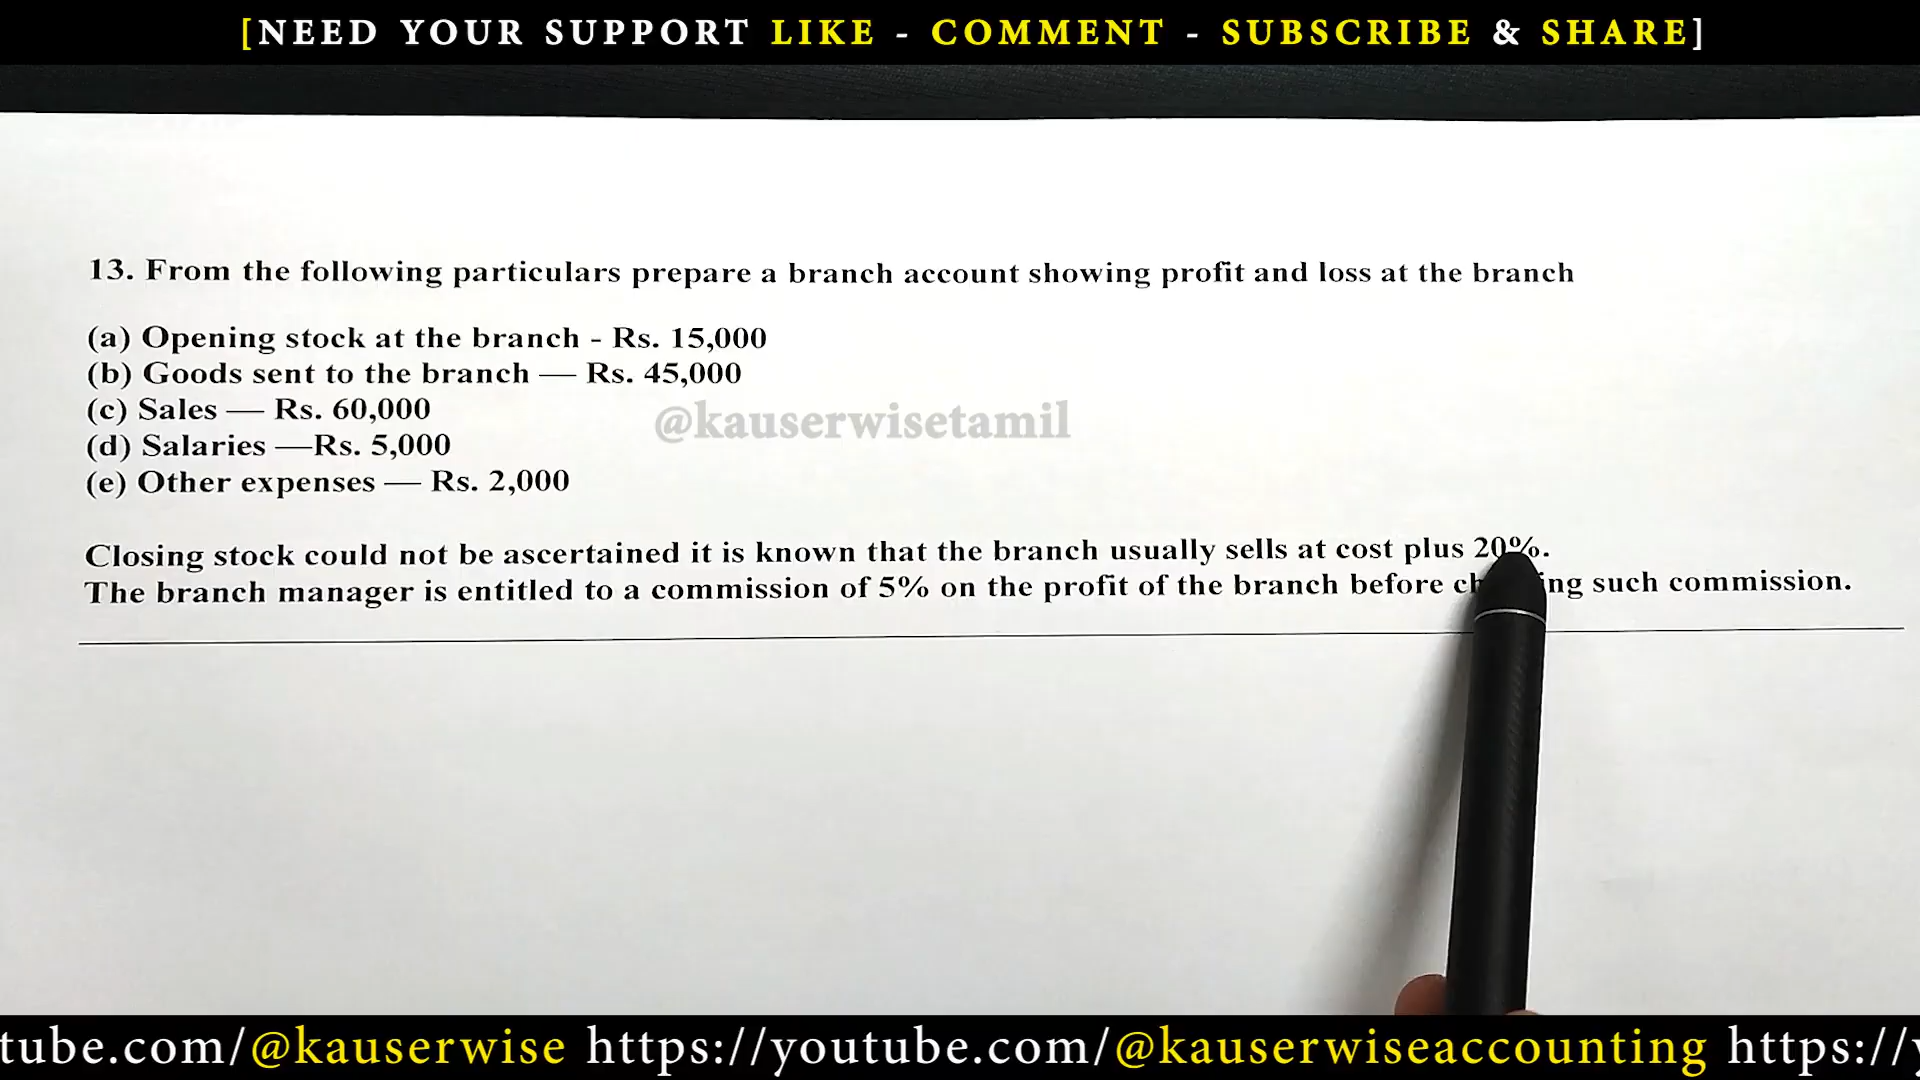 [NEED YOUR SUPPORT LIKE - COMMENT - SUBSCRIBE & SHARE]
13. From the following particulars prepare a branch account showing profit and loss at the branch
(a) Opening stock at the branch - Rs. 15,000
(b) Goods sent to the branch — Rs. 45,000
(c) Sales — Rs. 60,000
@kauserwisetamil
(d) Salaries —Rs. 5,000
(e) Other expenses — Rs. 2,000
Closing stock could not be ascertained it is known that the branch usually sells at cost plus 20%.
The branch manager is entitled to a commission of 5% on the profit of the branch before such commission.
tube.com/@kauserwise https://youtube.com/@kauserwiseaccounting https://